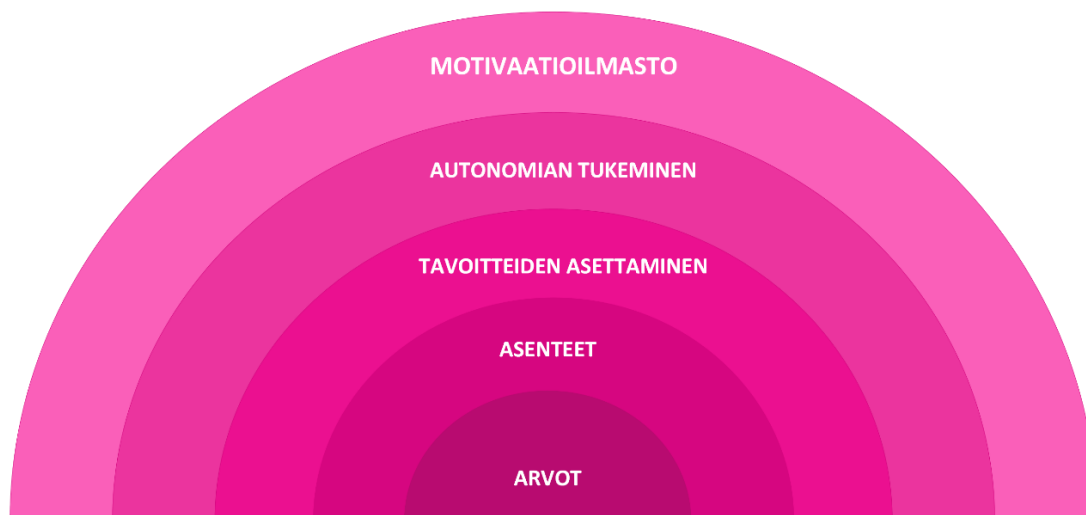 MOTIVAATIOILMASTO
AUTONOMIAN TUKEMINEN
TAVOITTEIDEN ASETTAMINEN
ASENTEET
ARVOT